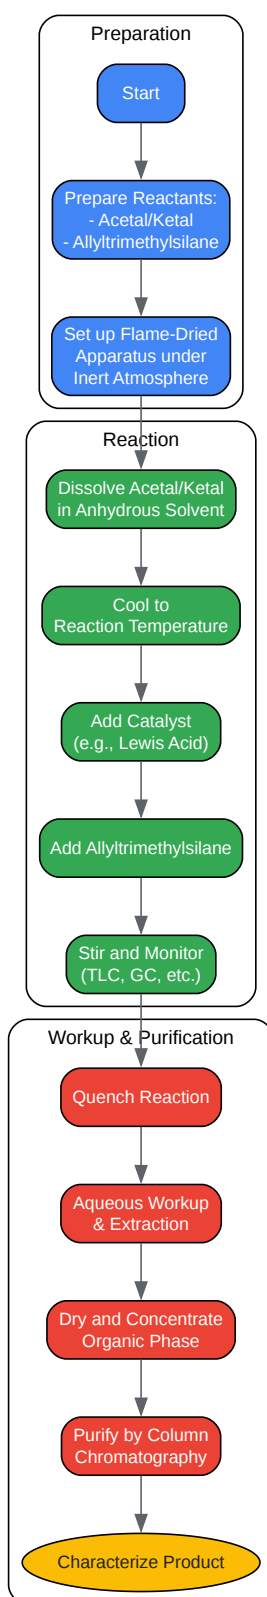 Preparation
Start
Prepare Reactants:
- Acetal/Ketal
- Allyltrimethylsilane
Set up Flame-Dried
Apparatus under
Inert Atmosphere
Reaction
Dissolve Acetal/Ketal
in Anhydrous Solvent
Cool to
Reaction Temperature
Add Catalyst
(e.g., Lewis Acid)
Add Allyltrimethylsilane
Stir and Monitor
(TLC, GC, etc.)
Workup & Purification
Quench Reaction
Aqueous Workup
& Extraction
Dry and Concentrate
Organic Phase
Purify by Column
Chromatography
Characterize Product